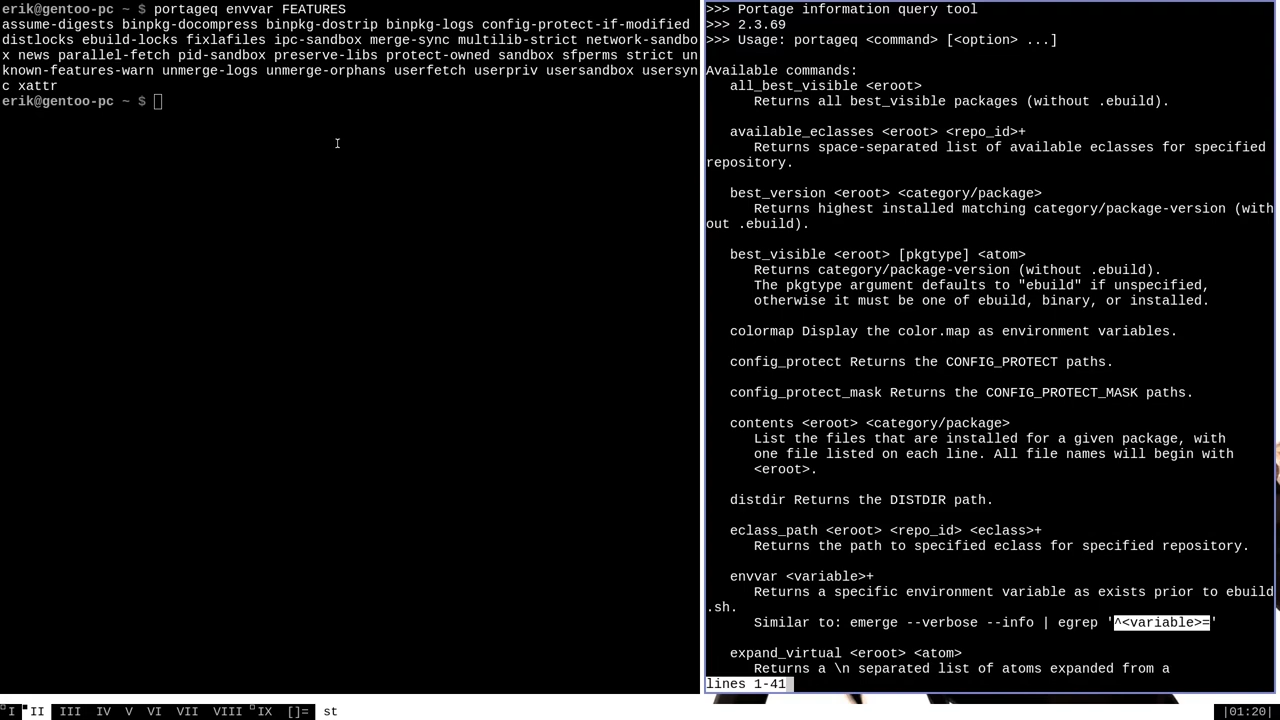 erik@gentoo-pc ~ $ portageq envvar FEATURES
assume-digests binpkg-docompress binpkg-dostrip binpkg-logs config-protect-if-modified
distlocks ebuild-locks fixlafiles ipc-sandbox merge-sync multilib-strict network-sandbo
x news parallel-fetch pid-sandbox preserve-libs protect-owned sandbox sfperms strict un
known-features-warn unmerge-logs unmerge-orphans userfetch userpriv usersandbox usersyn
c xattr
erik@gentoo-pc ~ $
>>> Portage information query tool
>>> 2.3.69
>>> Usage: portageq <command> [<option> ...]

Available commands:
   all_best_visible <eroot>
      Returns all best_visible packages (without .ebuild).

   available_eclasses <eroot> <repo_id>+
      Returns space-separated list of available eclasses for specified
repository.

   best_version <eroot> <category/package>
      Returns highest installed matching category/package-version (with
out .ebuild).

   best_visible <eroot> [pkgtype] <atom>
      Returns category/package-version (without .ebuild).
      The pkgtype argument defaults to "ebuild" if unspecified,
      otherwise it must be one of ebuild, binary, or installed.

   colormap Display the color.map as environment variables.

   config_protect Returns the CONFIG_PROTECT paths.

   config_protect_mask Returns the CONFIG_PROTECT_MASK paths.

   contents <eroot> <category/package>
      List the files that are installed for a given package, with
      one file listed on each line. All file names will begin with
      <eroot>.

   distdir Returns the DISTDIR path.

   eclass_path <eroot> <repo_id> <eclass>+
      Returns the path to specified eclass for specified repository.

   envvar <variable>+
      Returns a specific environment variable as exists prior to ebuild
.sh.
      Similar to: emerge --verbose --info | egrep '^<variable>='

   expand_virtual <eroot> <atom>
      Returns a \n separated list of atoms expanded from a
lines 1-41
I II III IV V VI VII VIII IX []= st |01:20|